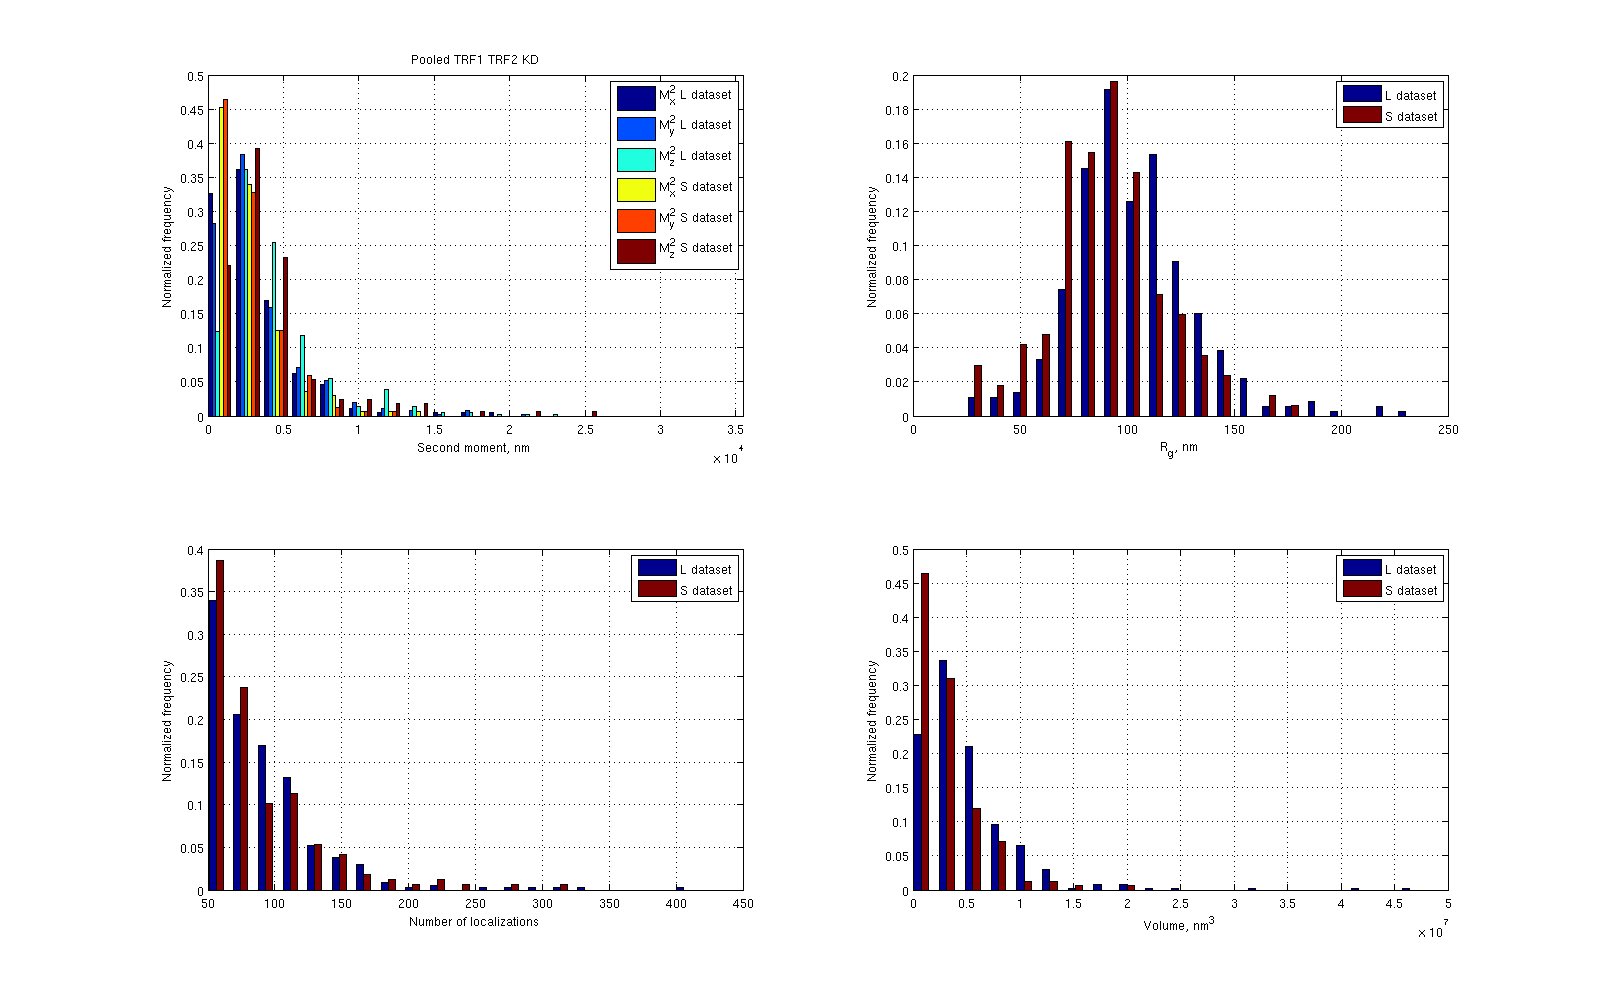 Pooled TRF1 TRF2 KD
Normalized frequency
0.5
0.45
0.4
0.35
0.3
0.25
0.2
0.15
0.1
0.05
0
0 0.5 1 1.5 2 2.5 3 3.5
Second moment, nm
× 10⁴
M²ₓ L dataset
M²y L dataset
M²z L dataset
M²ₓ S dataset
M²y S dataset
M²z S dataset
Normalized frequency
0.2
0.18
0.16
0.14
0.12
0.1
0.08
0.06
0.04
0.02
0
0 50 100 150 200 250
Rg, nm
L dataset
S dataset
Normalized frequency
0.4
0.35
0.3
0.25
0.2
0.15
0.1
0.05
0
50 100 150 200 250 300 350 400 450
Number of localizations
L dataset
S dataset
Normalized frequency
0.5
0.45
0.4
0.35
0.3
0.25
0.2
0.15
0.1
0.05
0
0 0.5 1 1.5 2 2.5 3 3.5 4 4.5 5
Volume, nm³
× 10⁷
L dataset
S dataset